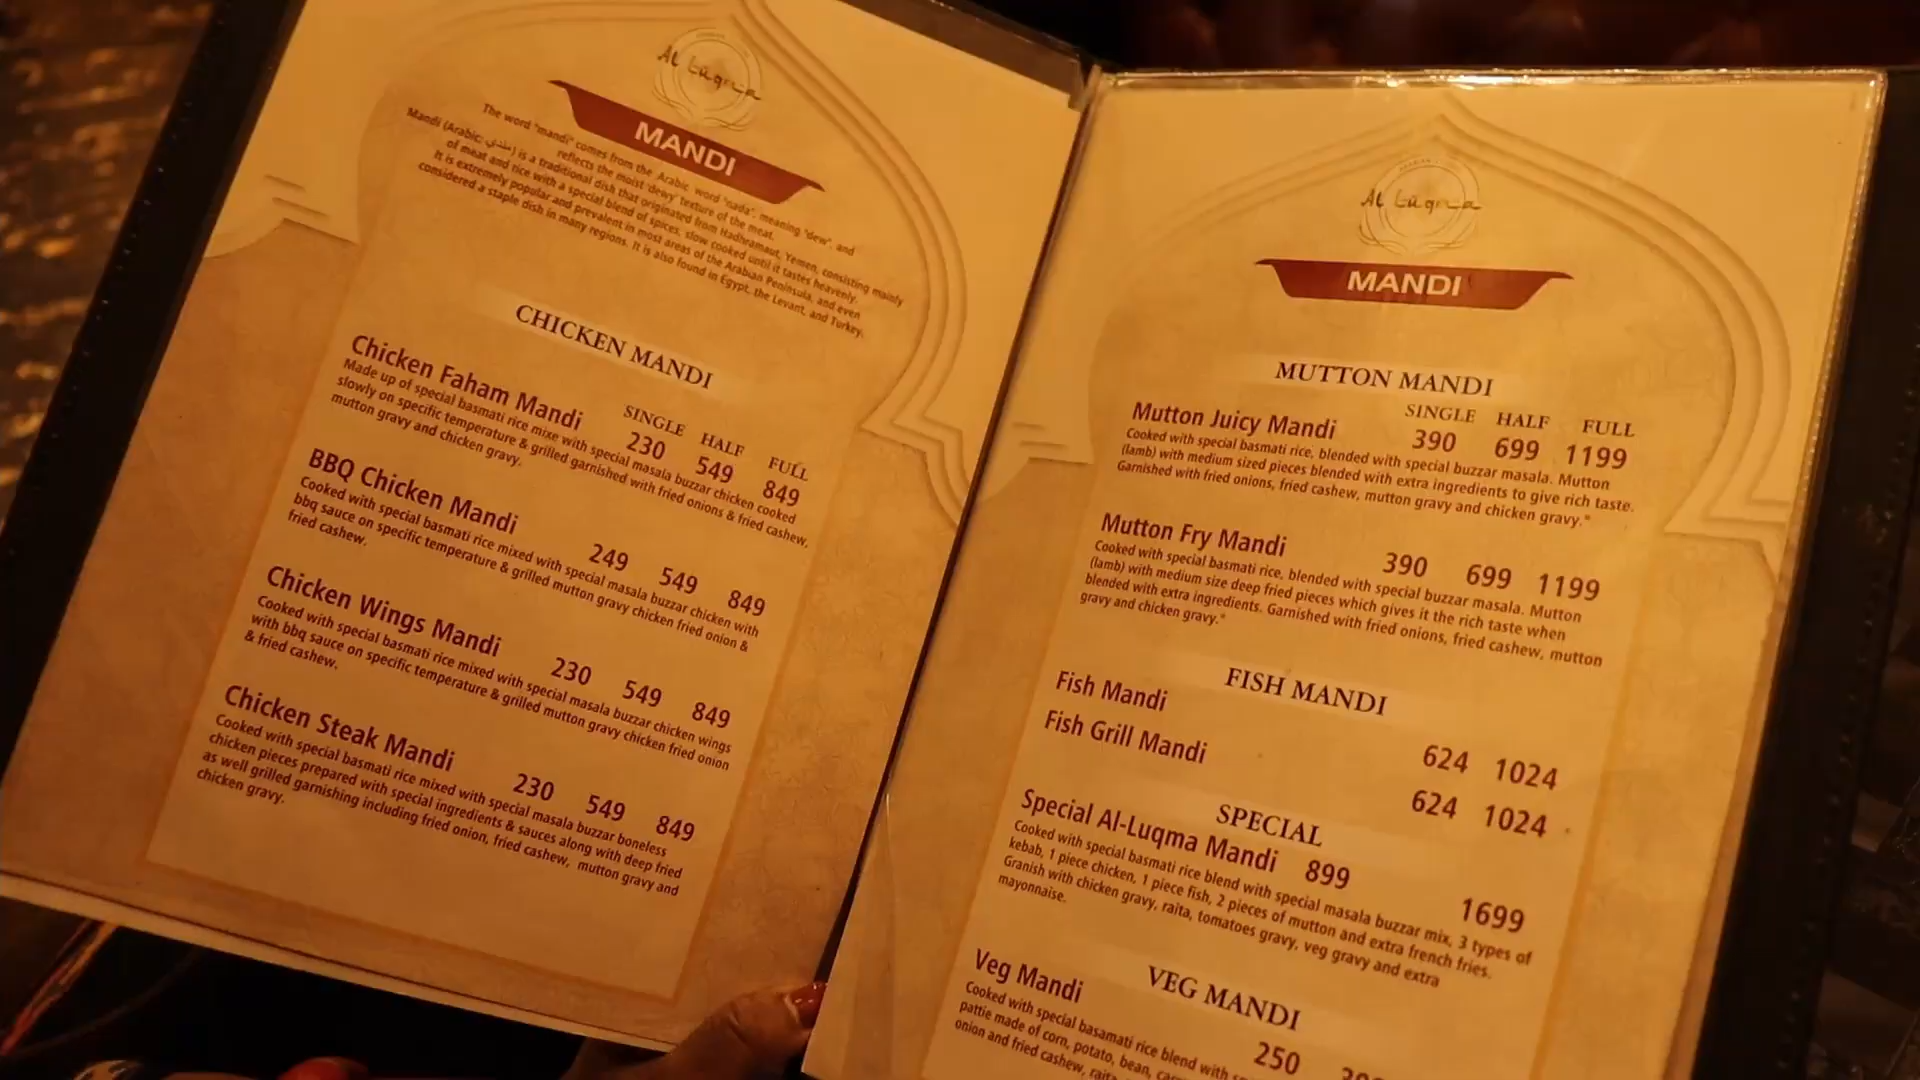 Al Luqma
MANDI
The word "mandi" comes from the Arabic word "nada", meaning "dew", and
reflects the moist 'dewy' texture of the meat.
Mandi (Arabic: مندي) is a traditional dish that originated from Hadhramaut, Yemen, consisting mainly
of meat and rice with a special blend of spices, slow cooked until it tastes heavenly.
It is extremely popular and prevalent in most areas of the Arabian Peninsula, and even
considered a staple dish in many regions. It is also found in Egypt, the Levant, and Turkey.
CHICKEN MANDI
SINGLE HALF FULL
Chicken Faham Mandi 230 549 849
Made up of special basmati rice mixe with special masala buzzar chicken cooked
slowly on specific temperature & grilled garnished with fried onions & fried cashew,
mutton gravy and chicken gravy.
BBQ Chicken Mandi 249 549 849
Cooked with special basmati rice mixed with special masala buzzar chicken with
bbq sauce on specific temperature & grilled mutton gravy chicken fried onion &
fried cashew.
Chicken Wings Mandi 230 549 849
Cooked with special basmati rice mixed with special masala buzzar chicken wings
with bbq sauce on specific temperature & grilled mutton gravy chicken fried onion
& fried cashew.
Chicken Steak Mandi 230 549 849
Cooked with special basmati rice mixed with special masala buzzar boneless
chicken pieces prepared with special ingredients & sauces along with deep fried
as well grilled garnishing including fried onion, fried cashew, mutton gravy and
chicken gravy.
Al Luqma
MANDI
MUTTON MANDI
SINGLE HALF FULL
Mutton Juicy Mandi 390 699 1199
Cooked with special basmati rice, blended with special buzzar masala. Mutton
(lamb) with medium sized pieces blended with extra ingredients to give rich taste.
Garnished with fried onions, fried cashew, mutton gravy and chicken gravy.*
Mutton Fry Mandi 390 699 1199
Cooked with special basmati rice, blended with special buzzar masala. Mutton
(lamb) with medium size deep fried pieces which gives it the rich taste when
blended with extra ingredients. Garnished with fried onions, fried cashew, mutton
gravy and chicken gravy.*
FISH MANDI
Fish Mandi 624 1024
Fish Grill Mandi 624 1024
SPECIAL
Special Al-Luqma Mandi 899 1699
Cooked with special basmati rice blend with special masala buzzar mix, 3 types of
kebab, 1 piece chicken, 1 piece fish, 2 pieces of mutton and extra french fries.
Granish with chicken gravy, raita, tomatoes gravy, veg gravy and extra
mayonnaise.
VEG MANDI
Veg Mandi 250
Cooked with special basamati rice blend with
pattie made of corn, potato, bean,
onion and fried cashew,